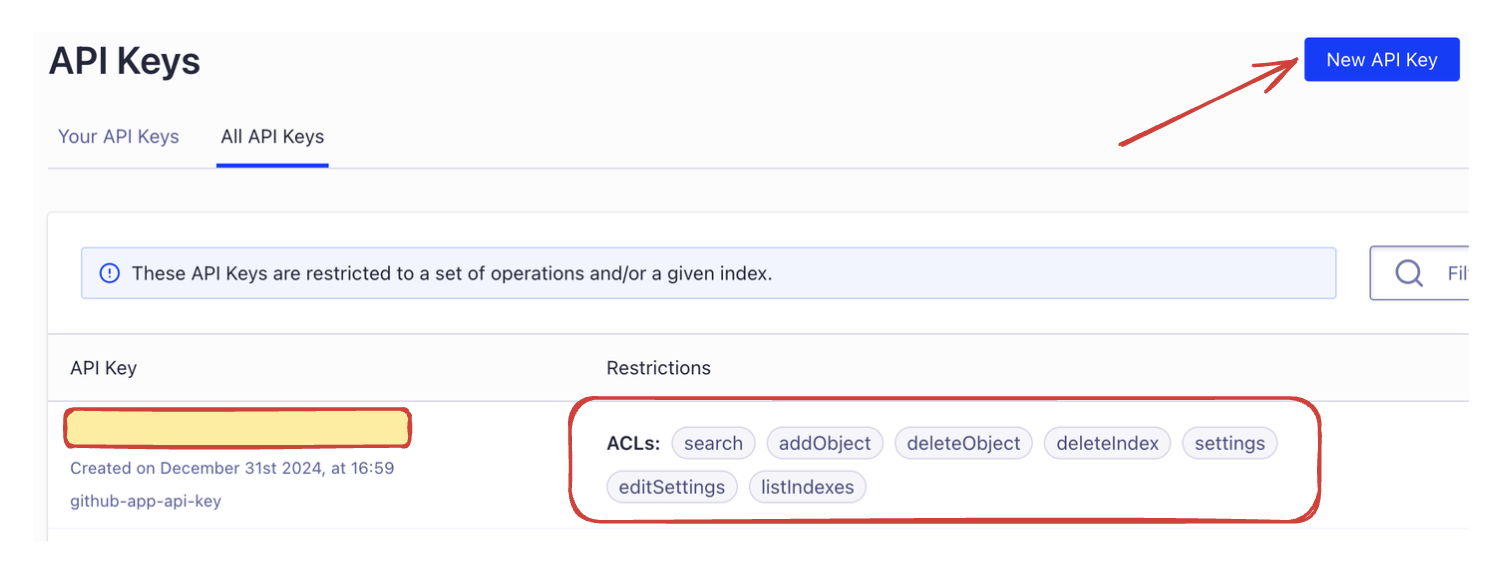 API Keys
New API Key
Your API Keys
All API Keys
These API Keys are restricted to a set of operations and/or a given index.
API Key
Restrictions
ACLs: search addObject deleteObject deleteIndex settings
editSettings listIndexes
Created on December 31st 2024, at 16:59
github-app-api-key